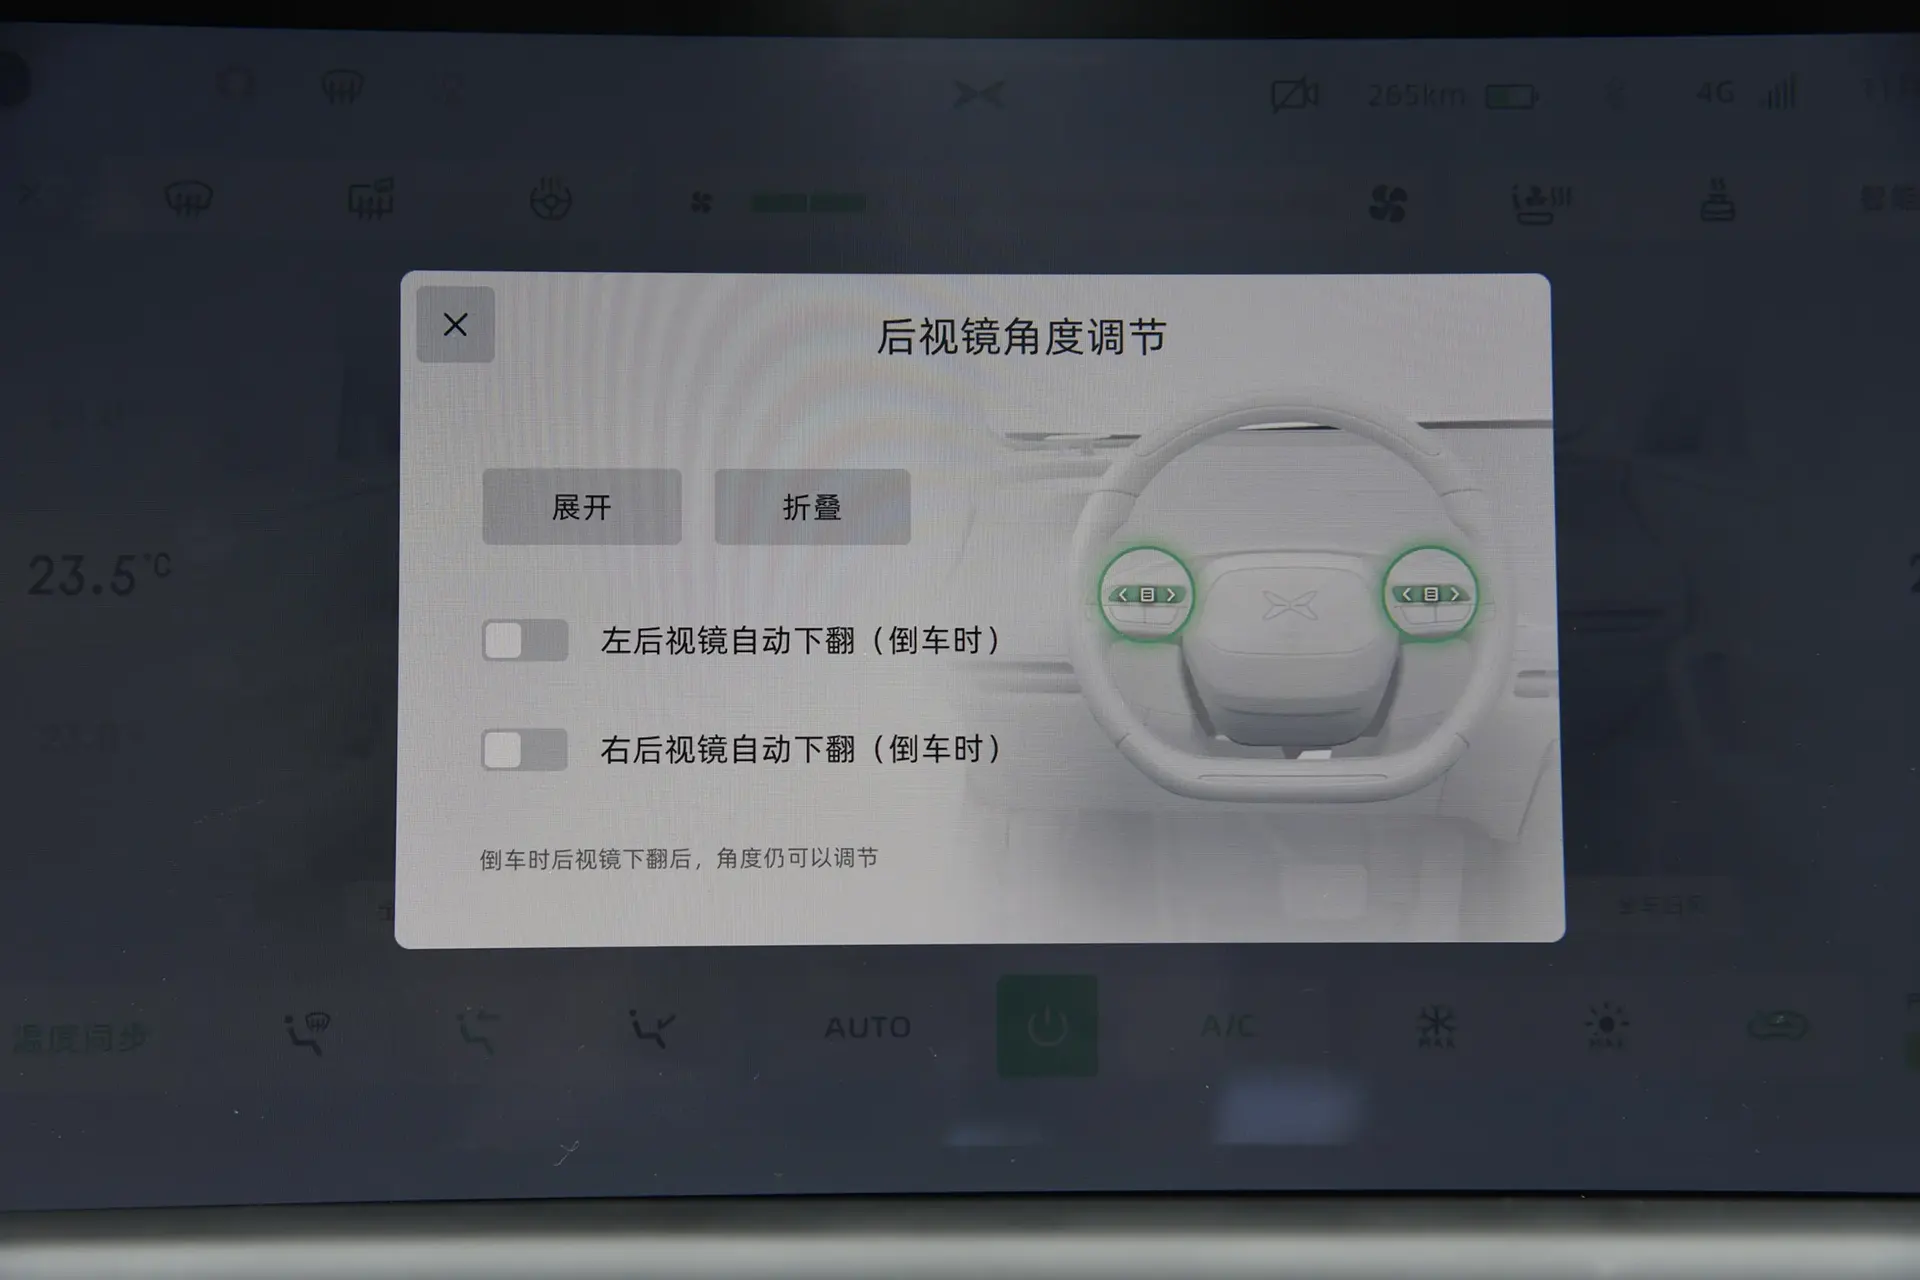 265km
4G
后视镜角度调节
展开
折叠
23.5°C
左后视镜自动下翻（倒车时）
右后视镜自动下翻（倒车时）
倒车时后视镜下翻后，角度仍可以调节
温度同步
AUTO
A/C
MAX
MAX